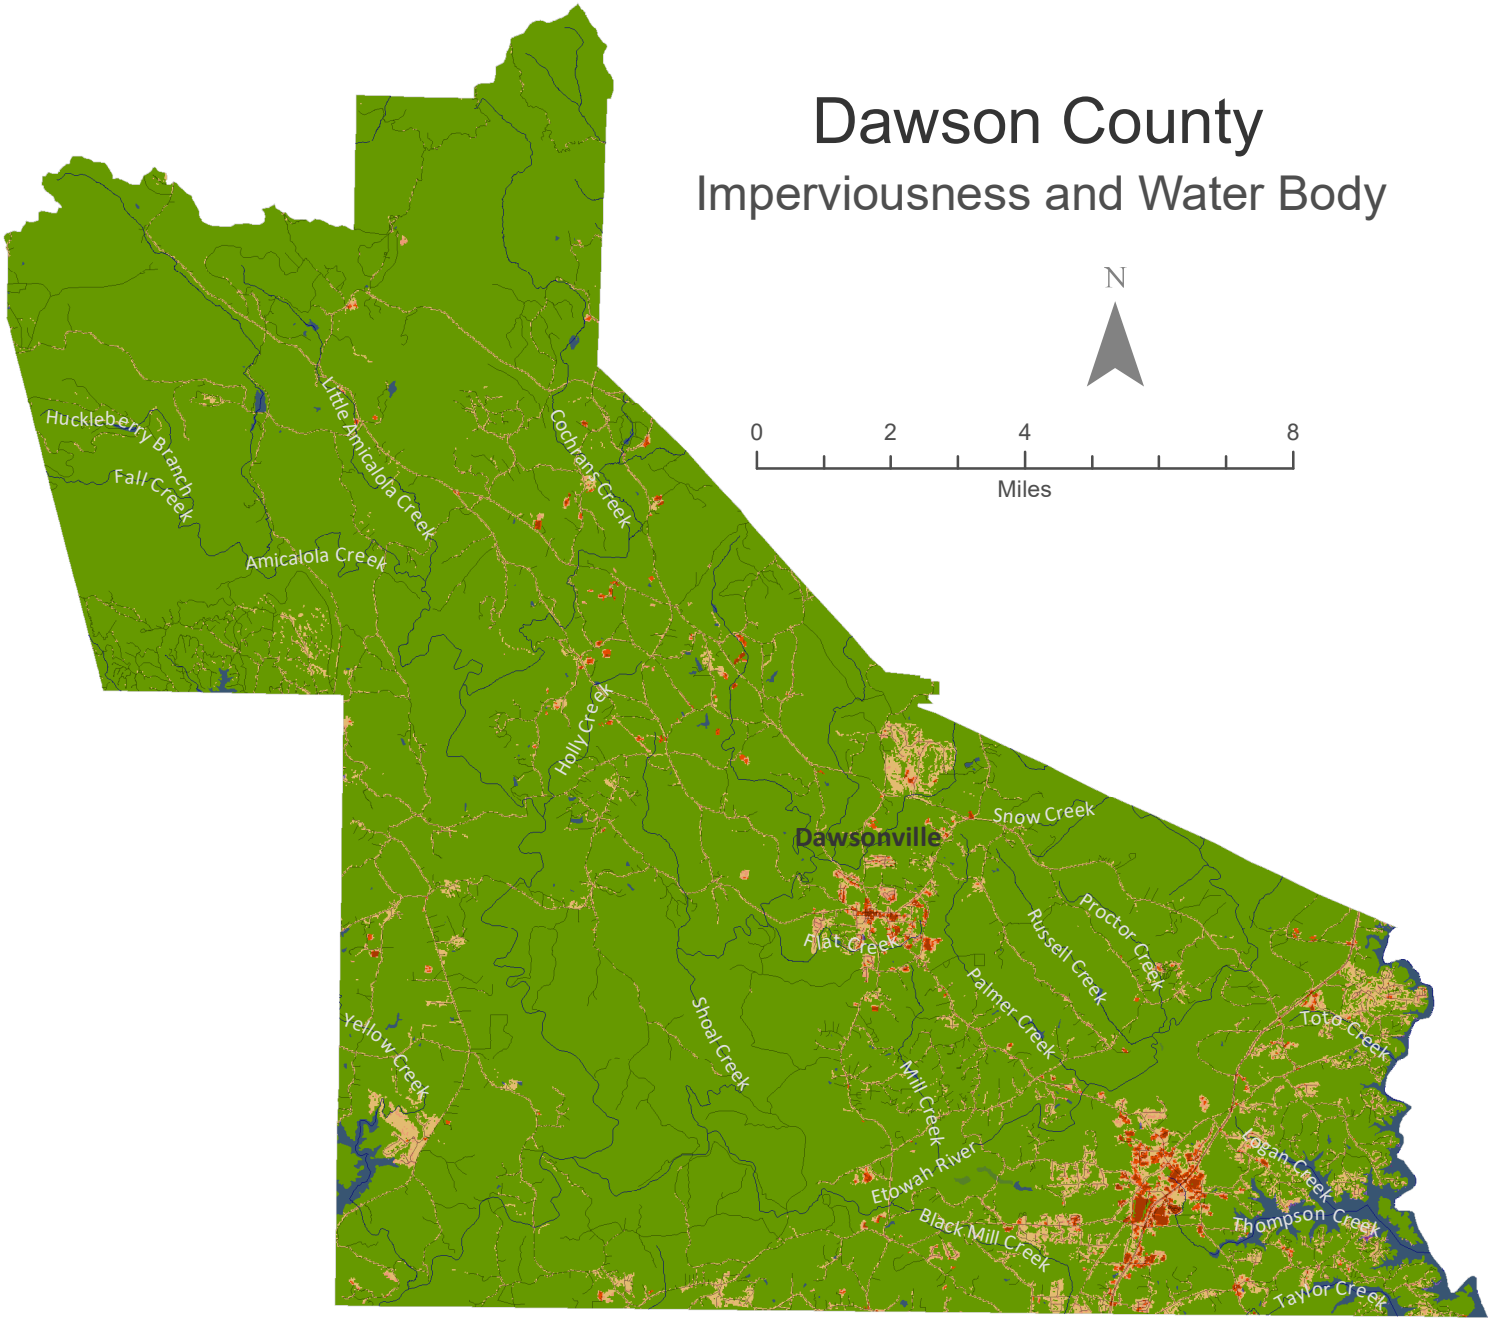 Dawson County
Imperviousness and Water Body
N
0 2 4 8
Miles
Huckleberry Branch
Fall Creek
Little Amicalola Creek
Cochrans Creek
Amicalola Creek
Holly Creek
Snow Creek
Dawsonville
Flat Creek
Proctor Creek
Russell Creek
Palmer Creek
Shoal Creek
Yellow Creek
Toto Creek
Mill Creek
Etowah River
Logan Creek
Black Mill Creek
Thompson Creek
Taylor Creek